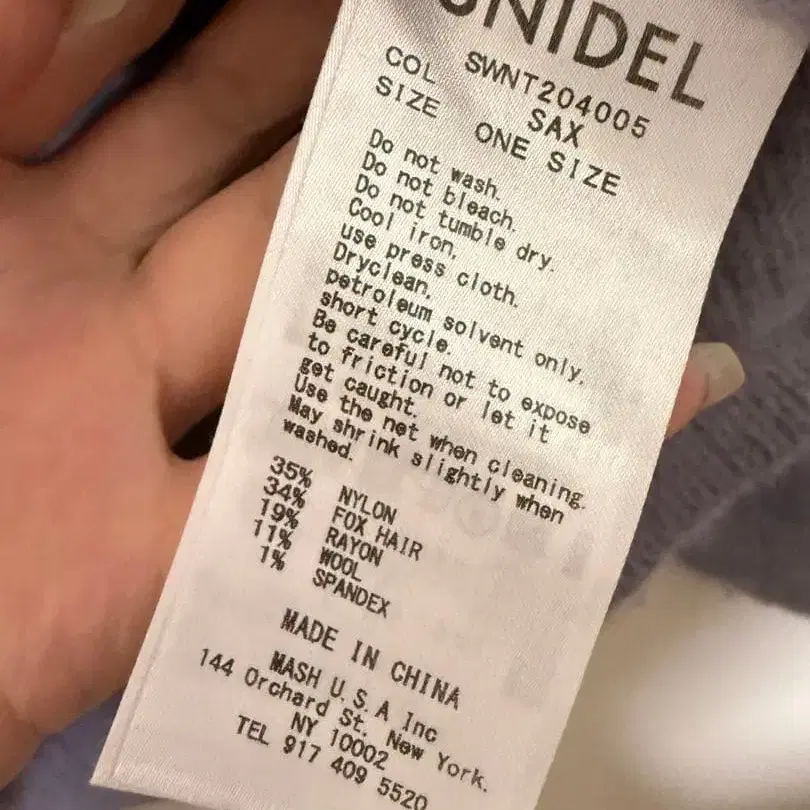 SNIDEL
SWNT204005
COL SAX
SIZE ONE SIZE
Do not wash.
Do not bleach.
Do not tumble dry.
Cool iron,
use press cloth.
Dryclean,
petroleum solvent only,
short cycle.
Be careful not to expose
to friction or let it
get caught.
Use the net when cleaning.
May shrink slightly when
washed.
35% NYLON
34% FOX HAIR
19% RAYON
11% WOOL
1% SPANDEX
MADE IN CHINA
MASH U.S.A Inc
144 Orchard St. New York.
NY 10002
TEL 917 409 5520